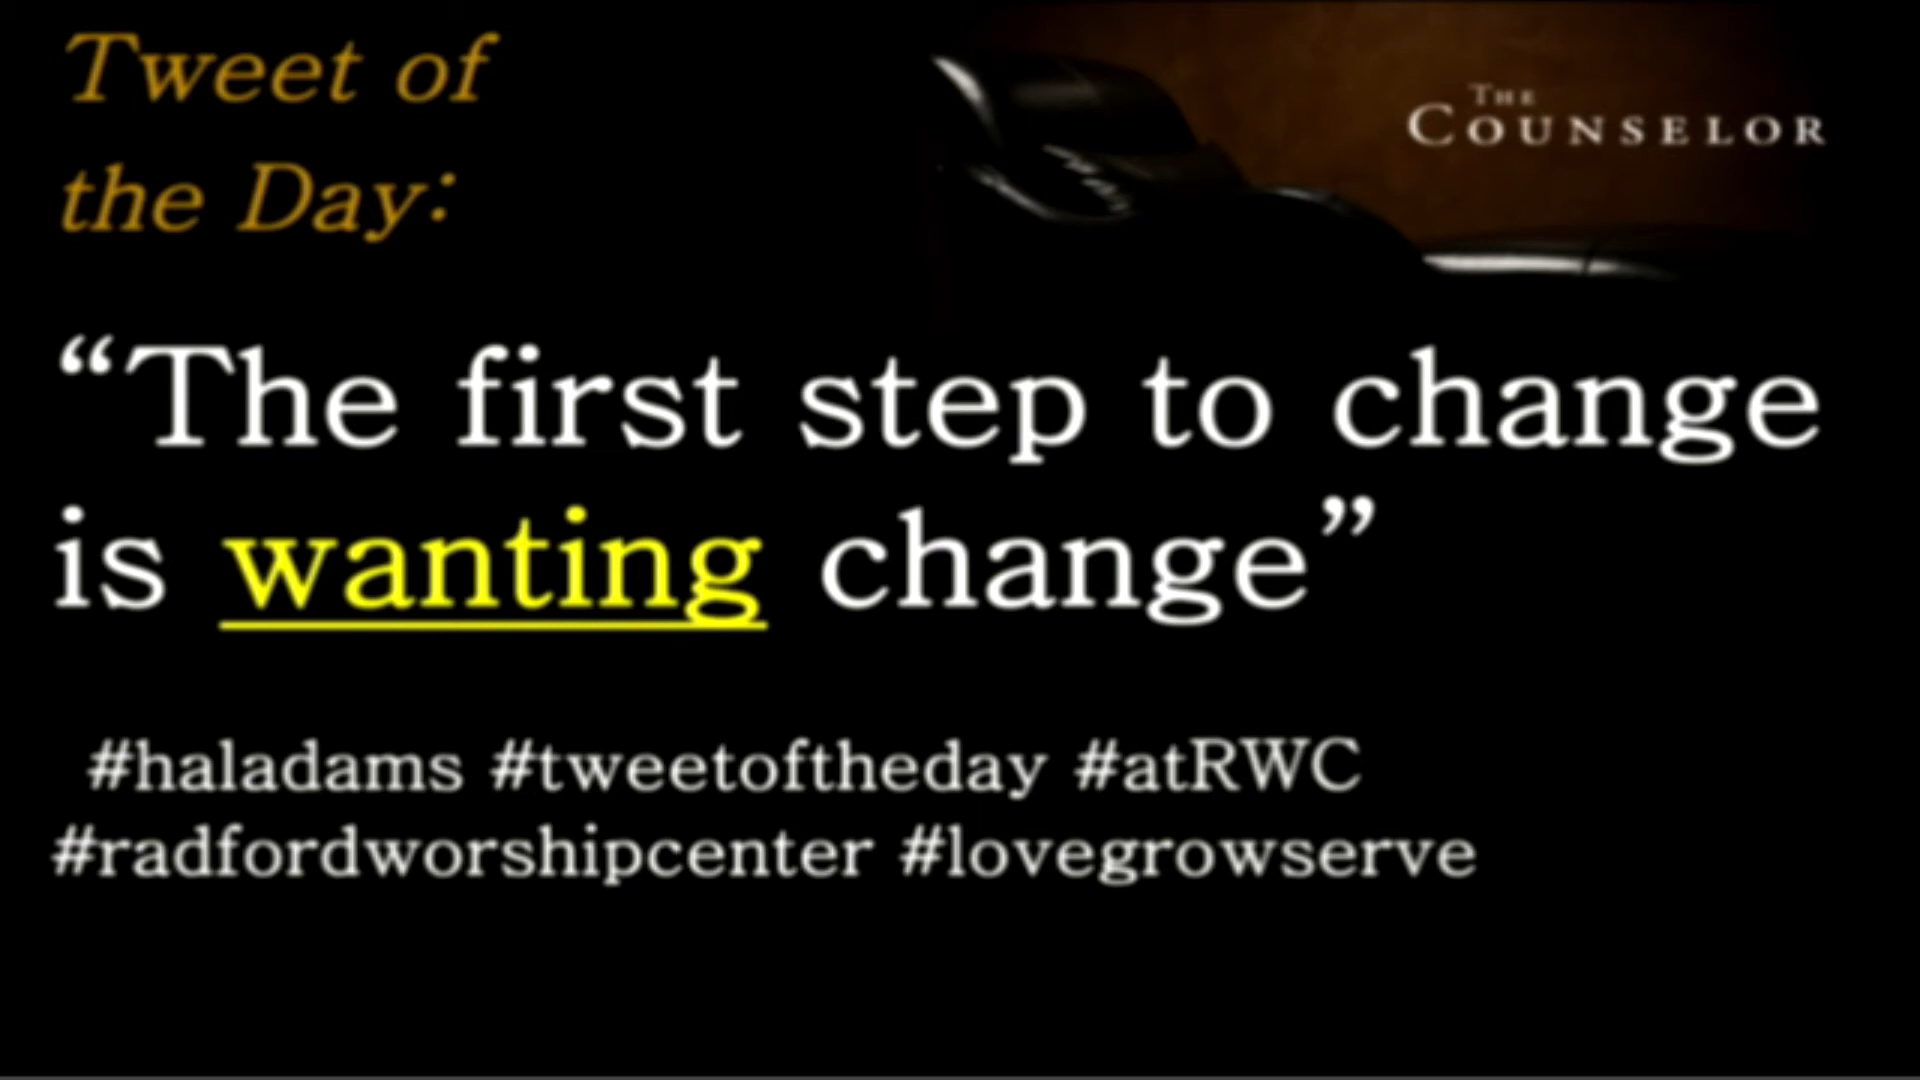 Tweet of
the Day:
THE
COUNSELOR
“The first step to change
is wanting change”
#haladams #tweetoftheday #atRWC
#radfordworshipcenter #lovegrowserve